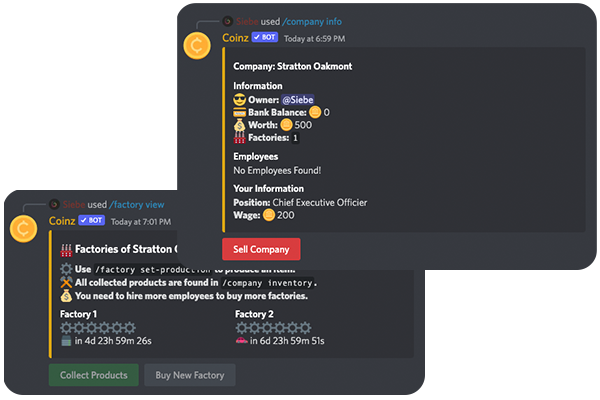 Siebe used /company info
Coinz BOT Today at 6:59 PM
Company: Stratton Oakmont
Information
Owner: @Siebe
Bank Balance: 0
Worth: 500
Factories: 1
Employees
No Employees Found!
Your Information
Position: Chief Executive Officier
Wage: 200
Sell Company
Siebe used /factory view
Coinz BOT Today at 7:01 PM
Factories of Stratton
Use /factory set-production to produce an item.
All collected products are found in /company inventory.
You need to hire more employees to buy more factories.
Factory 1 Factory 2
in 4d 23h 59m 26s in 6d 23h 59m 51s
Collect Products Buy New Factory